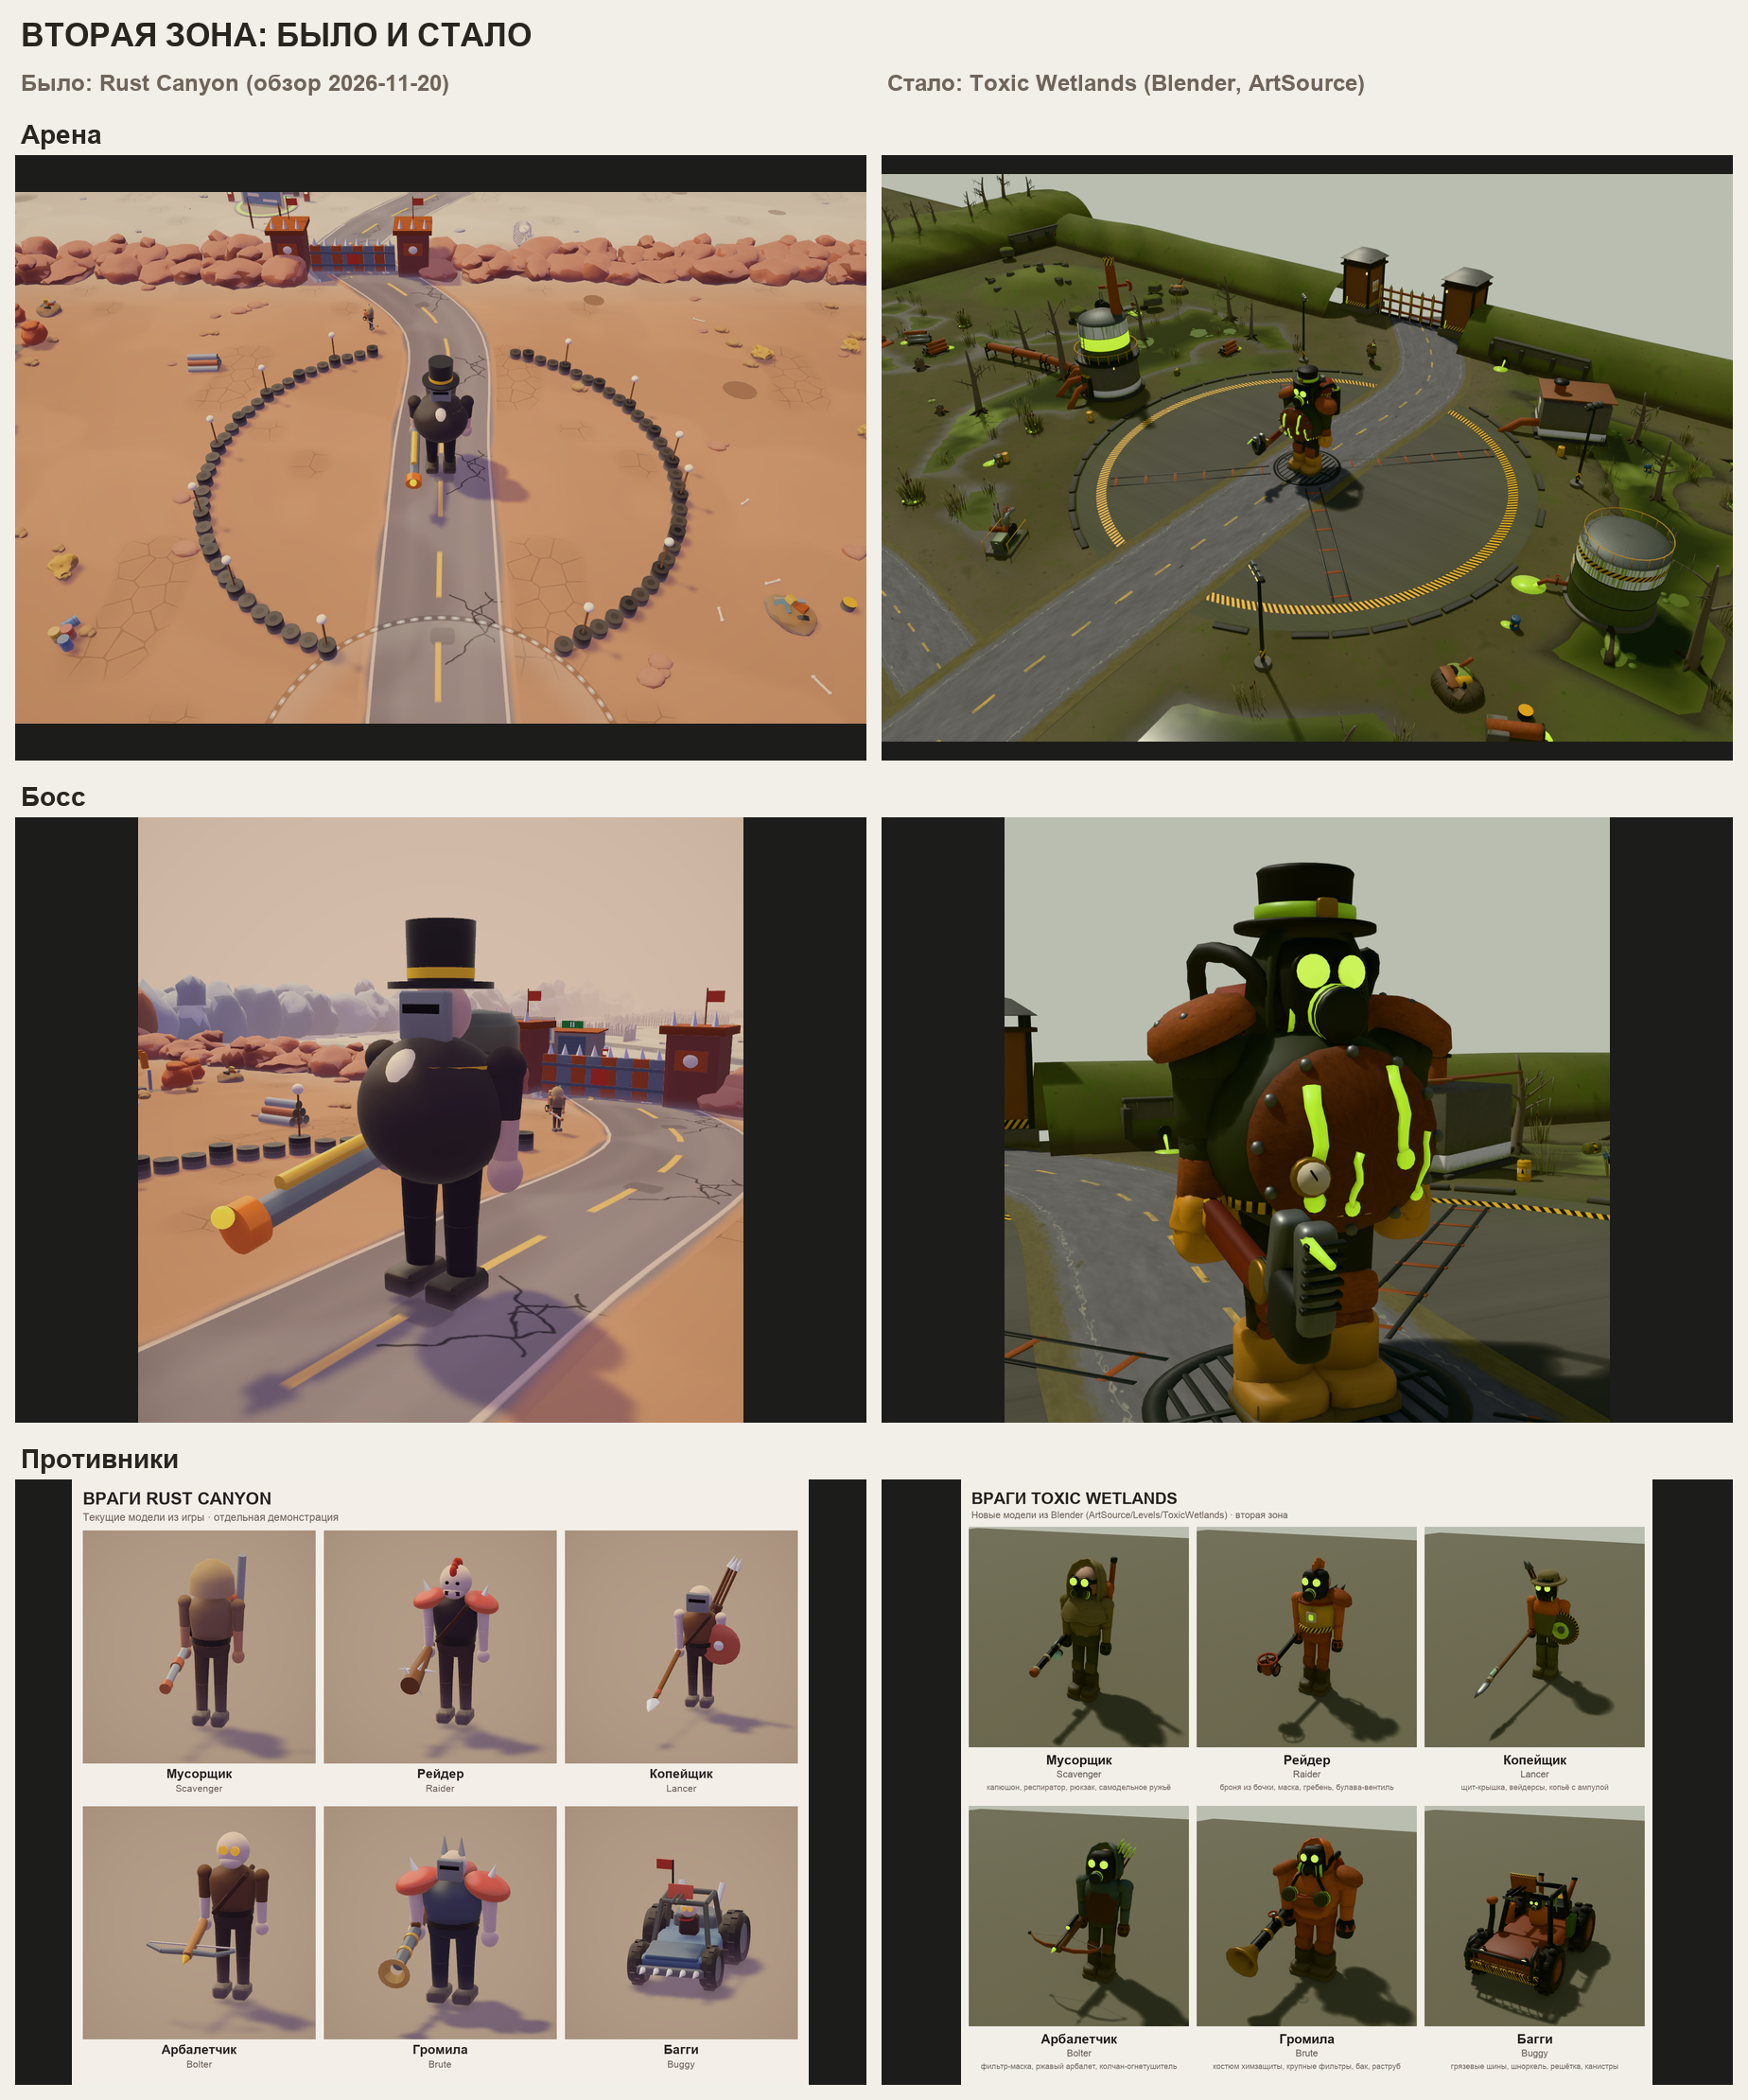 ВТОРАЯ ЗОНА: БЫЛО И СТАЛО
Было: Rust Canyon (обзор 2026-11-20)
Стало: Toxic Wetlands (Blender, ArtSource)
Арена
Босс
Противники
ВРАГИ RUST CANYON
Текущие модели из игры · отдельная демонстрация
Мусорщик
Scavenger
Рейдер
Raider
Копейщик
Lancer
Арбалетчик
Bolter
Громила
Brute
Багги
Buggy
ВРАГИ TOXIC WETLANDS
Новые модели из Blender (ArtSource/Levels/ToxicWetlands) · вторая зона
Мусорщик
Scavenger
капюшон, респиратор, рюкзак, самодельное ружьё
Рейдер
Raider
броня из бочки, маска, гребень, булава-вентиль
Копейщик
Lancer
щит-крышка, вейдерсы, копьё с ампулой
Арбалетчик
Bolter
фильтр-маска, ржавый арбалет, колчан-огнетушитель
Громила
Brute
костюм химзащиты, крупные фильтры, бак, раструб
Багги
Buggy
грязевые шины, шноркель, решётка, канистры